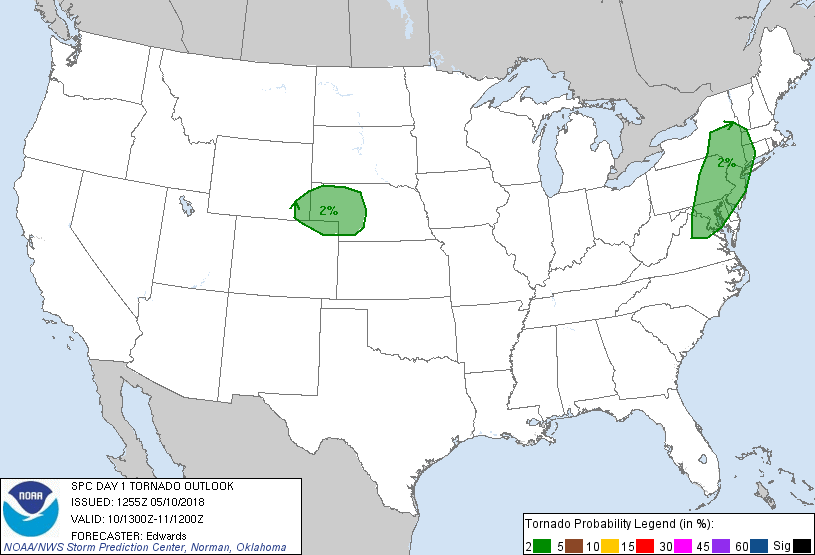 2%
2%
NOAA
SPC DAY 1 TORNADO OUTLOOK
ISSUED: 1255Z 05/10/2018
VALID: 10/1300Z-11/1200Z
FORECASTER: Edwards
NOAA/NWS Storm Prediction Center, Norman, Oklahoma
Tornado Probability Legend (in %):
2 5 10 15 30 45 60 Sig